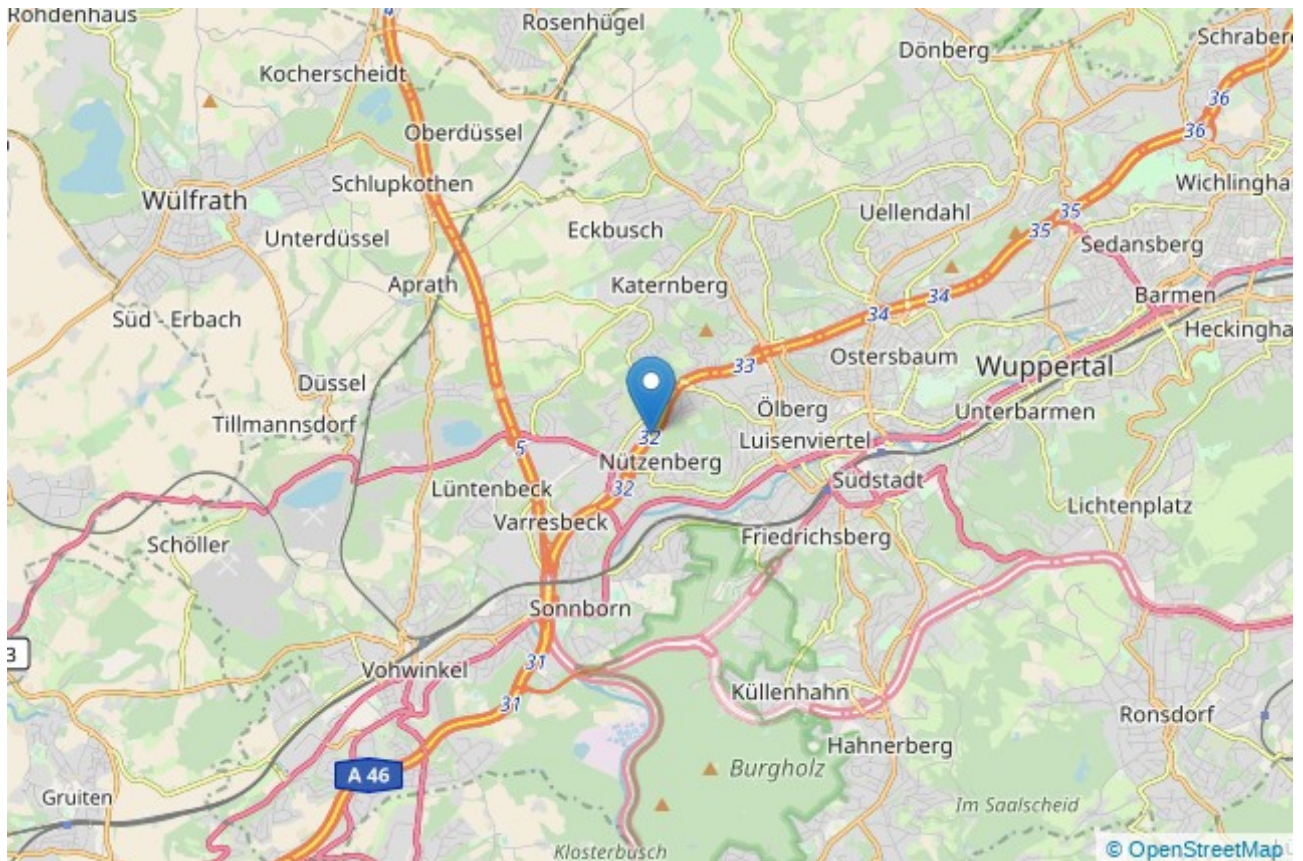 Rohdenhaus
4
Rosenhügel
Dönberg
Schraberg
Kocherscheidt
36
Oberdüssel
36
Schlupkothen
Wichlingha
Wülfrath
Uellendahl
35
Unterdüssel
Eckbusch
35
Sedansberg
Aprath
Katernberg
34
Barmen
34
Süd - Erbach
Heckingha
33
Ostersbaum
Wuppertal
Düssel
Ölberg
Unterbarmen
Tillmannsdorf
32
Luisenviertel
5
Nützenberg
Südstadt
Lüntenbeck
32
Lichtenplatz
Varresbeck
Friedrichsberg
Schöller
Sonnborn
3
31
Vohwinkel
Küllenhahn
31
Ronsdorf
Hahnerberg
A 46
Burgholz
Gruiten
Im Saalscheid
Klosterbusch
© OpenStreetMap